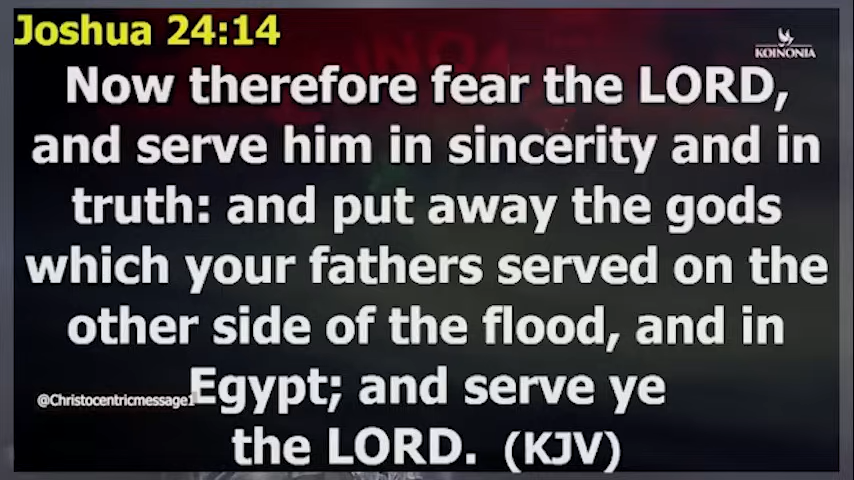 Joshua 24:14
KOINONIA
Now therefore fear the LORD,
and serve him in sincerity and in
truth: and put away the gods
which your fathers served on the
other side of the flood, and in
Egypt; and serve ye
@Christocentricmessage1
the LORD. (KJV)